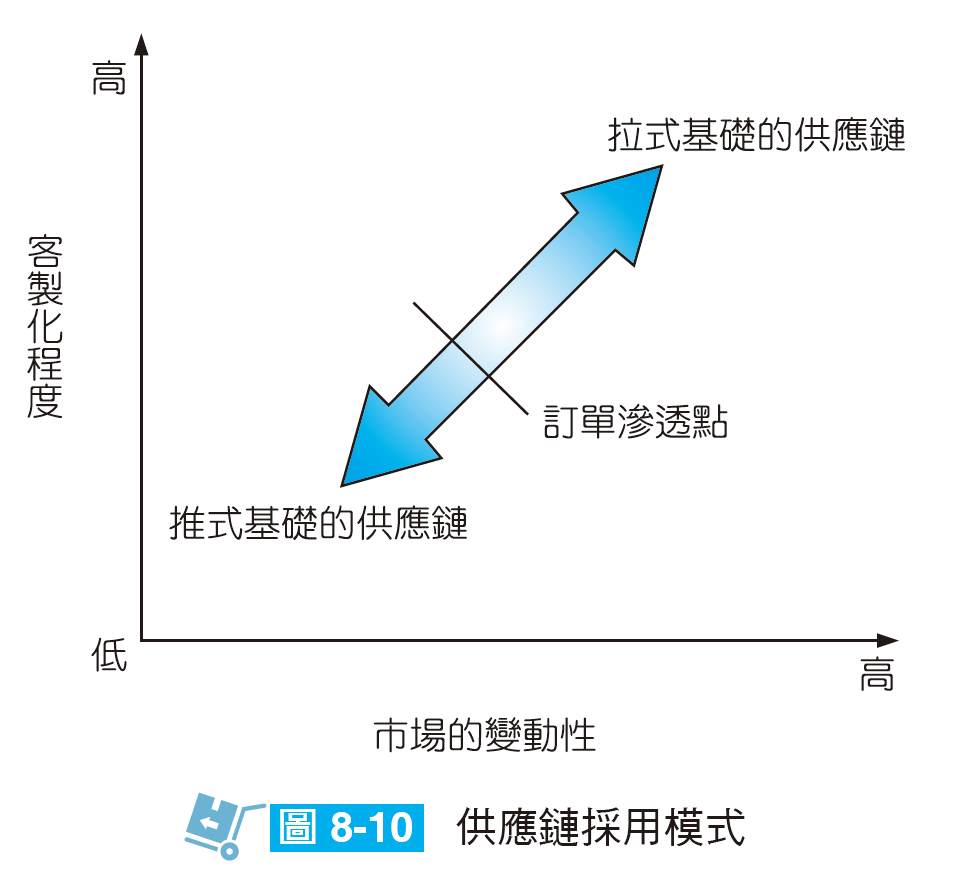 高
拉式基礎的供應鏈
客製化程度
訂單滲透點
推式基礎的供應鏈
低
高
市場的變動性
圖 8-10 供應鏈採用模式